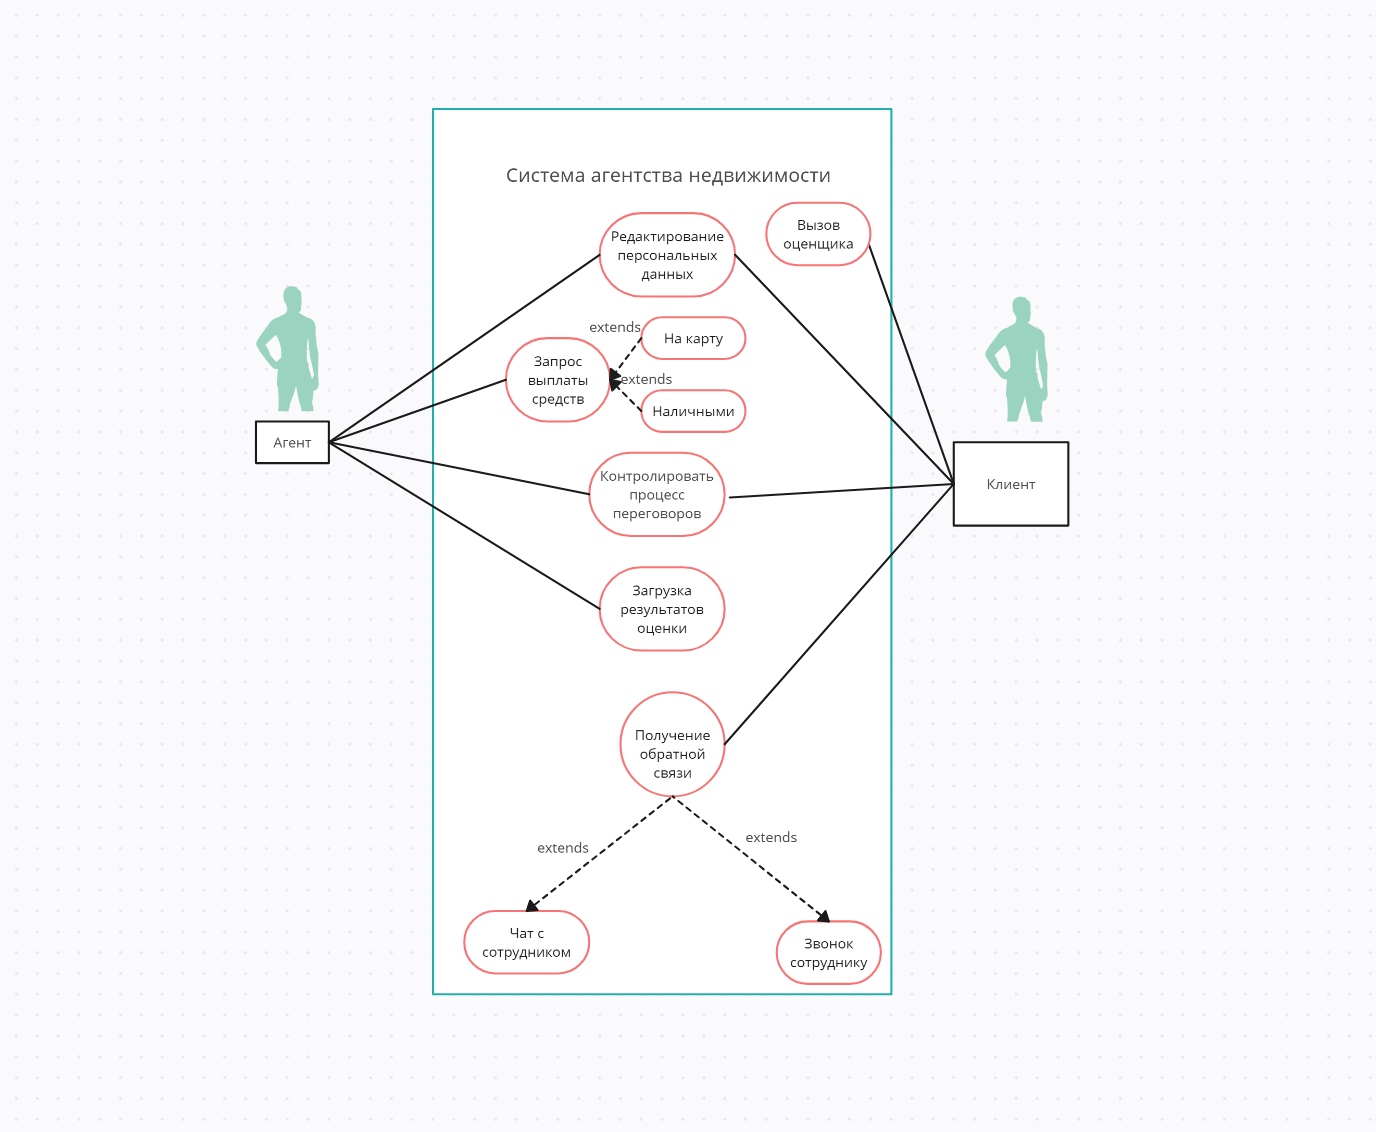 Система агентства недвижимости
Вызов
оценщика
Редактирование
персональных
данных
extends
На карту
Запрос
выплаты
средств
extends
Наличными
Агент
Контролировать
процесс
переговоров
Клиент
Загрузка
результатов
оценки
Получение
обратной
связи
extends
extends
Чат с
сотрудником
Звонок
сотруднику